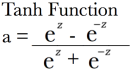 Tanh Function
a = (e^z - e^-z) / (e^z + e^-z)